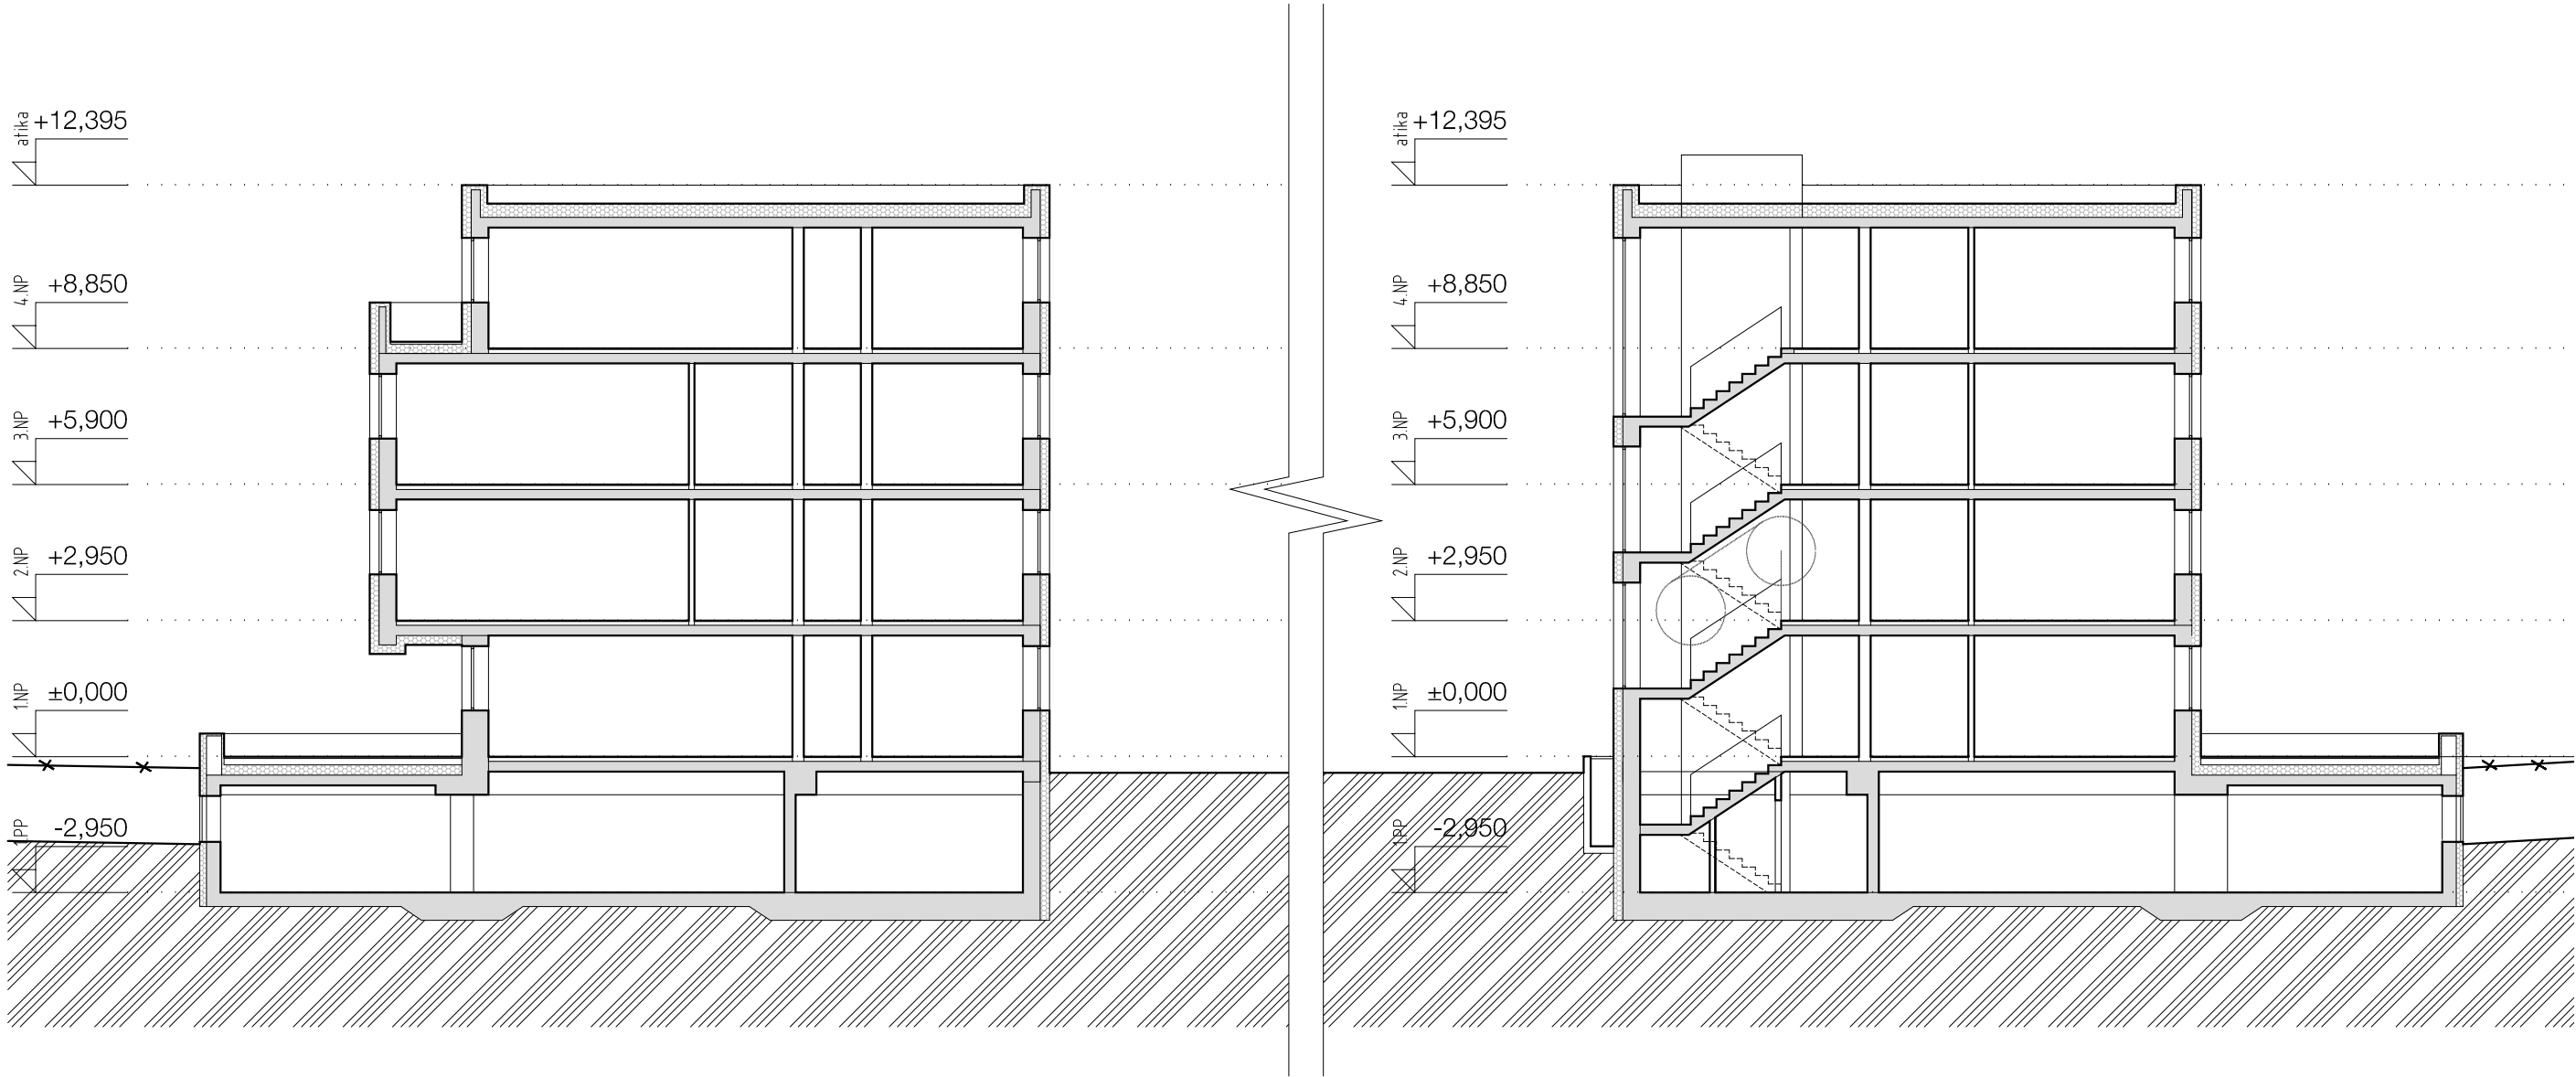 atika +12,395
4.NP +8,850
3.NP +5,900
2.NP +2,950
1.NP ±0,000
1.PP -2,950
atika +12,395
4.NP +8,850
3.NP +5,900
2.NP +2,950
1.NP ±0,000
1.PP -2,950